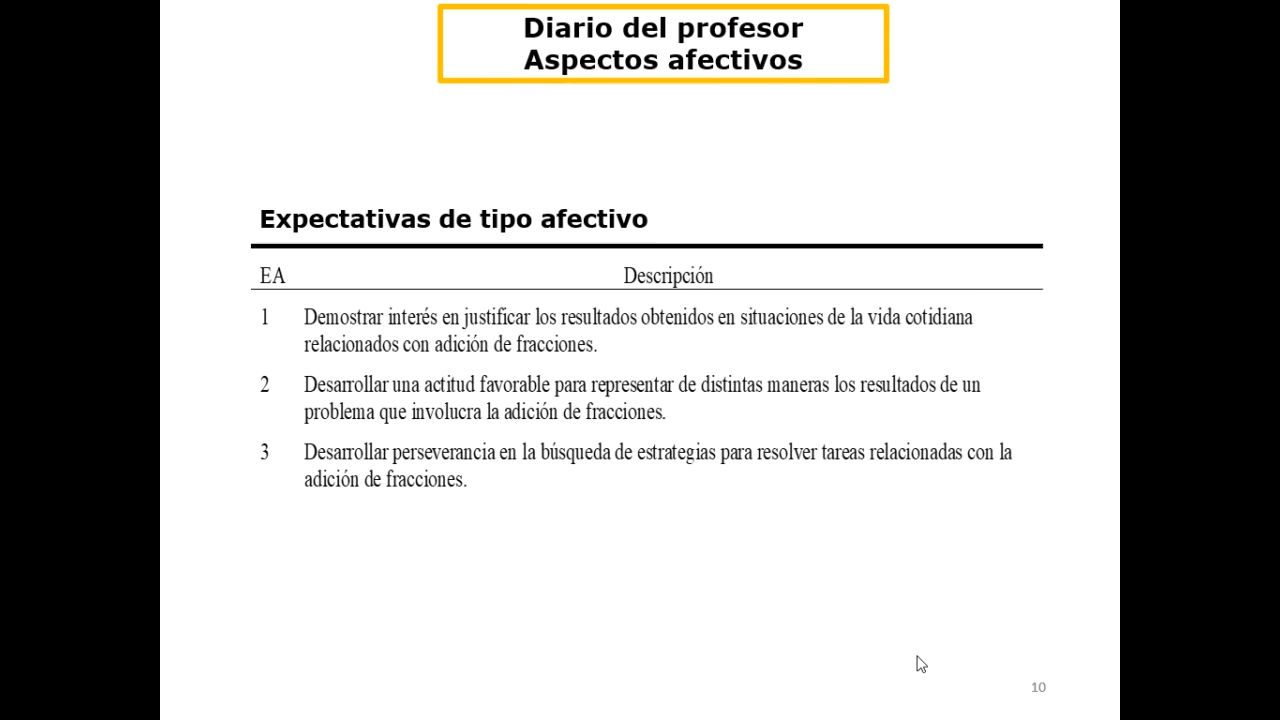 Diario del profesor
Aspectos afectivos
Expectativas de tipo afectivo
EA Descripción
1 Demostrar interés en justificar los resultados obtenidos en situaciones de la vida cotidiana
relacionados con adición de fracciones.
2 Desarrollar una actitud favorable para representar de distintas maneras los resultados de un
problema que involucra la adición de fracciones.
3 Desarrollar perseverancia en la búsqueda de estrategias para resolver tareas relacionadas con la
adición de fracciones.
10